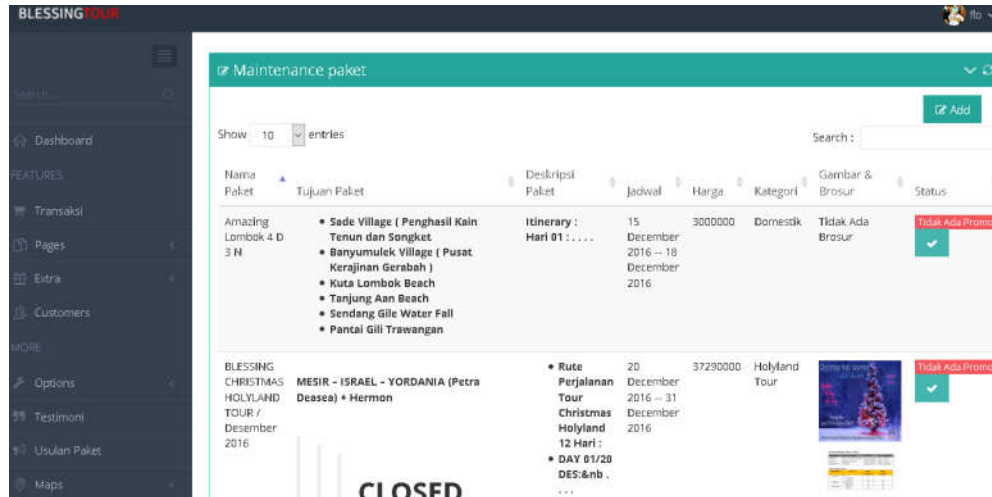 BLESSINGTOUR
flo
Maintenance paket
Search...
Add
Show 10 entries
Search :
Dashboard
FEATURES
Transaksi
Pages
Extra
Customers
MORE
Options
Testimoni
Usulan Paket
Maps
Nama Paket
Tujuan Paket
Deskripsi Paket
Jadwal
Harga
Kategori
Gambar & Brosur
Status
Amazing
Lombok 4 D
3 N
Sade Village ( Penghasil Kain
Tenun dan Songket
Banyumulek Village ( Pusat
Kerajinan Gerabah )
Kuta Lombok Beach
Tanjung Aan Beach
Sendang Gile Water Fall
Pantai Gili Trawangan
Itinerary :
Hari 01 : . . . .
15
December
2016 -- 18
December
2016
3000000
Domestik
Tidak Ada
Brosur
Tidak Ada Promo
BLESSING
CHRISTMAS
HOLYLAND
TOUR /
Desember
2016
MESIR – ISRAEL – YORDANIA (Petra
Deasea) + Hermon
CLOSED
Rute
Perjalanan
Tour
Christmas
Holyland
12 Hari :
DAY 01/20
DES:&nb .
. . .
20
December
2016 -- 31
December
2016
37290000
Holyland
Tour
Tidak Ada Promo